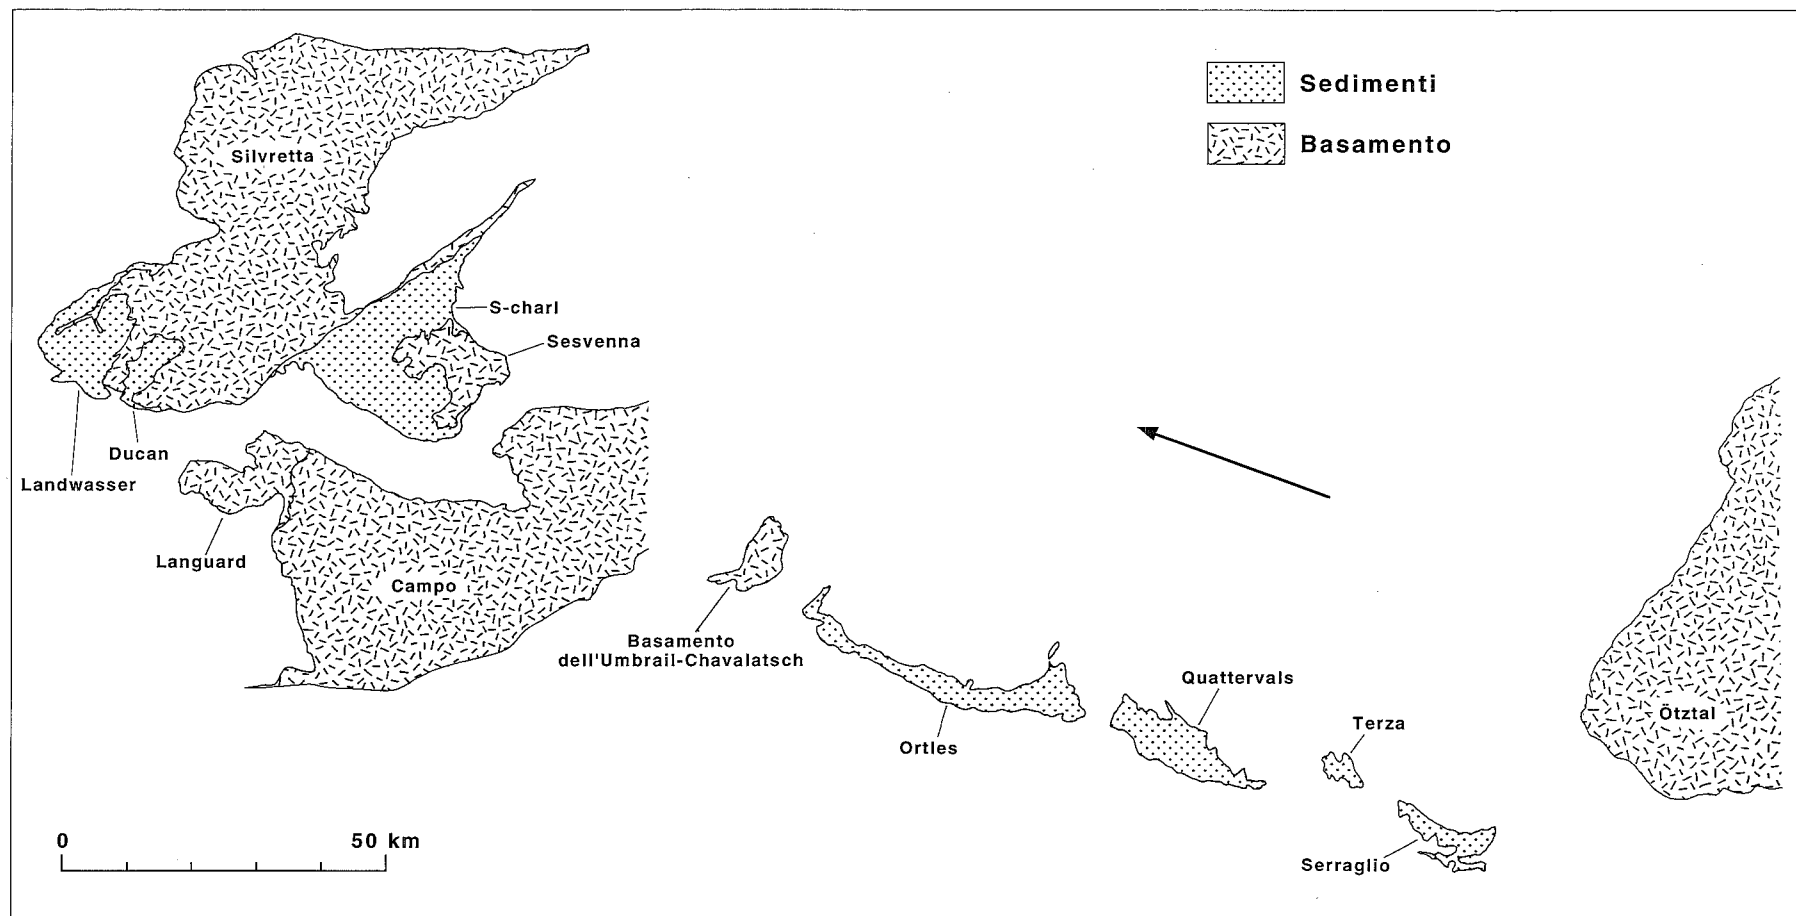 Sedimenti
Basamento
Silvretta
S-charl
Sesvenna
Ducan
Landwasser
Languard
Campo
Basamento
dell'Umbrail-Chavalatsch
Ortles
Quattervals
Terza
Ötztal
Serraglio
0 50 km